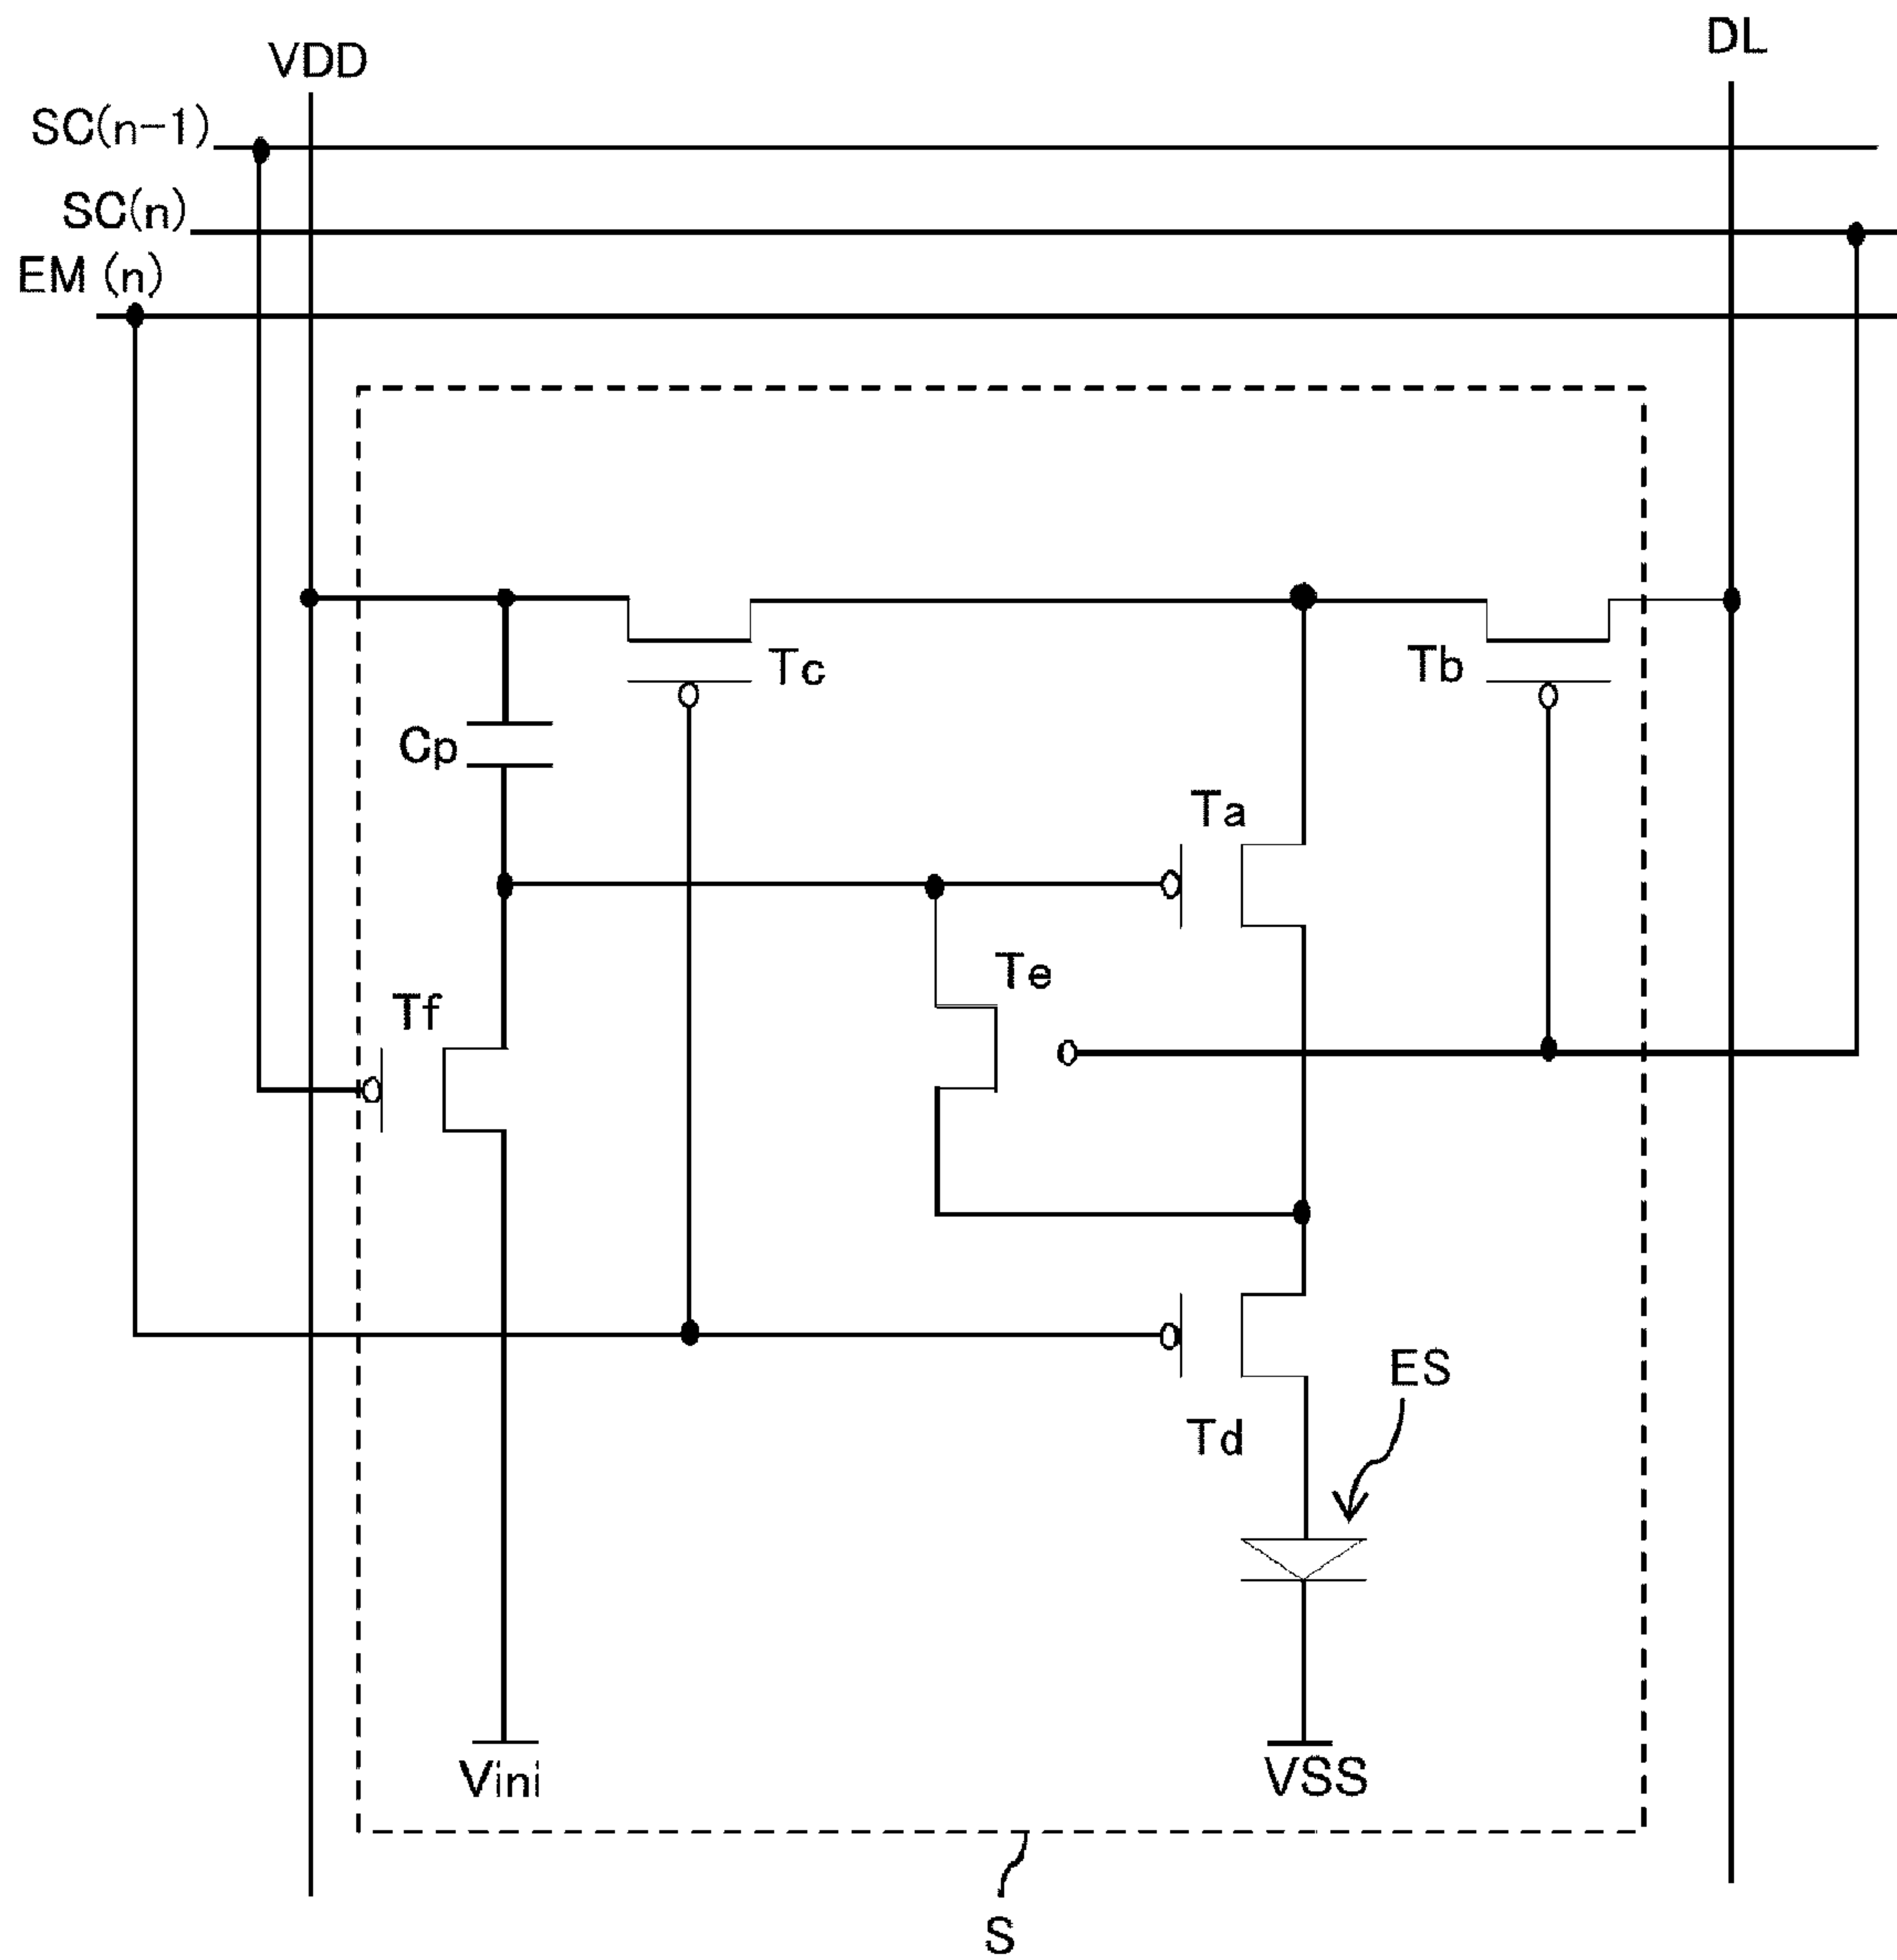 VDD
DL
SC(n-1)
SC(n)
EM (n)
Tc
Tb
Cp
Ta
Te
Tf
ES
Td
Vini
VSS
S